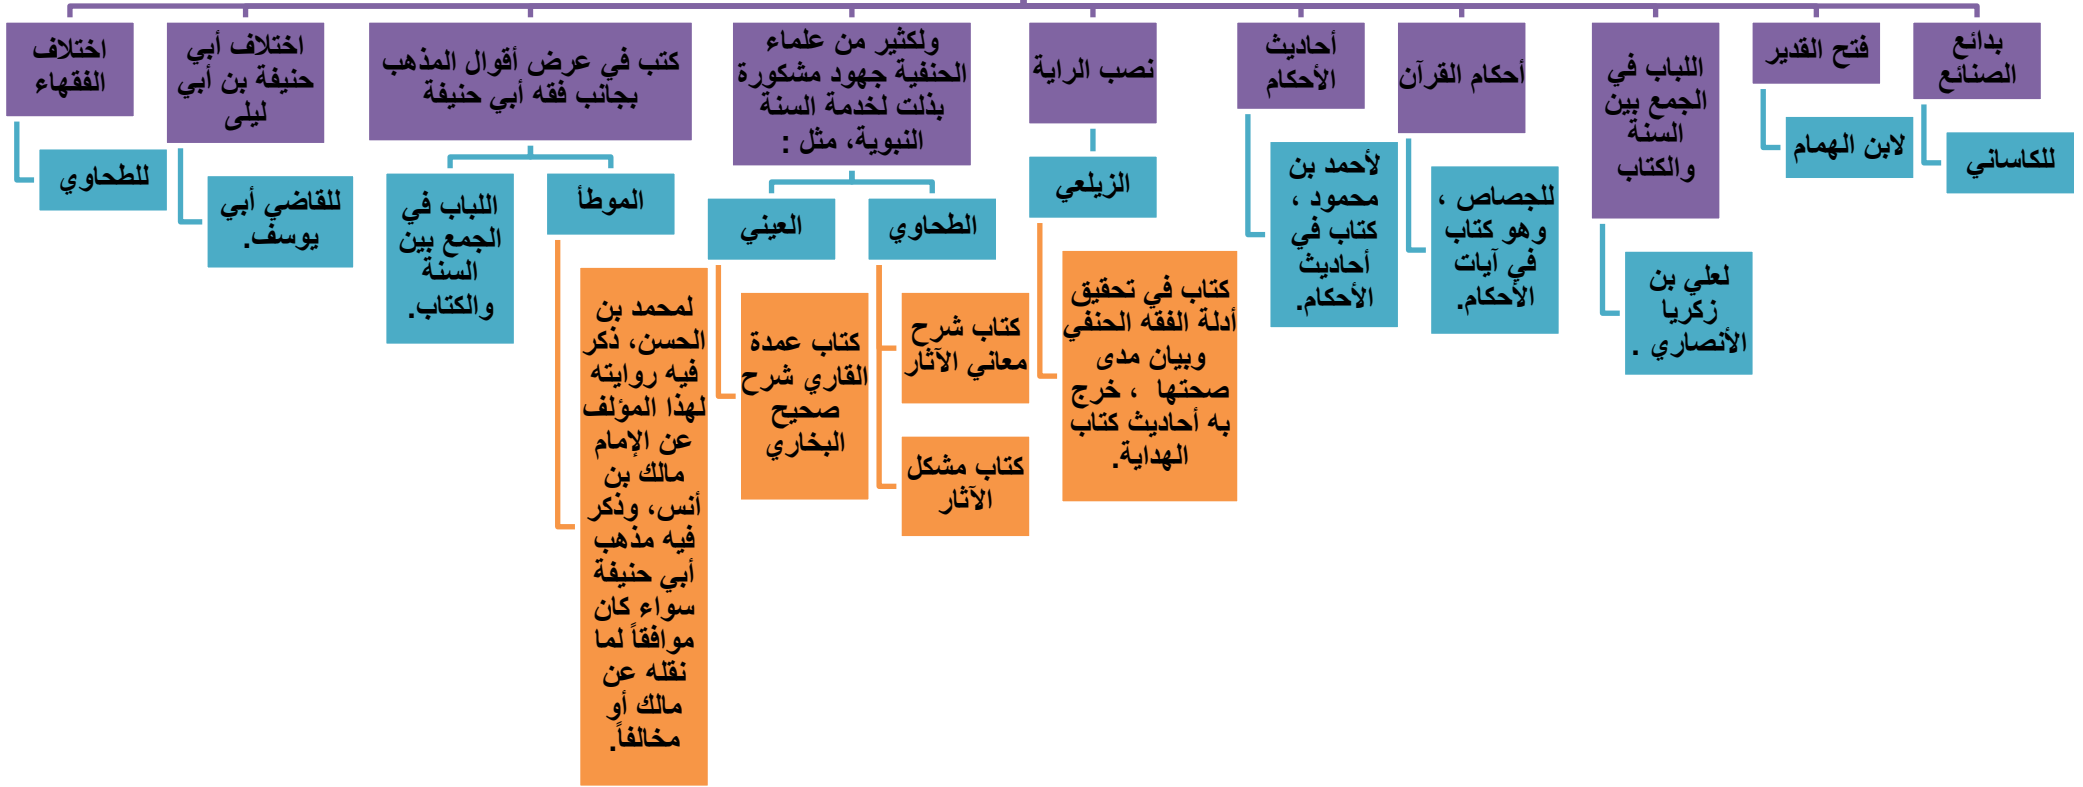 بدائع
الصنائع
للكاساني
فتح القدير
لابن الهمام
اللباب في
الجمع بين
السنة
والكتاب
لعلي بن
زكريا
الأنصاري .
أحكام القرآن
للجصاص ،
وهو كتاب
في آيات
الأحكام.
أحاديث
الأحكام
لأحمد بن
محمود ،
كتاب في
أحاديث
الأحكام.
نصب الراية
الزيلعي
كتاب في تحقيق
أدلة الفقه الحنفي
وبيان مدى
صحتها ، خرج
به أحاديث كتاب
الهداية.
ولكثير من علماء
الحنفية جهود مشكورة
بذلت لخدمة السنة
النبوية، مثل :
الطحاوي
كتاب شرح
معاني الآثار
كتاب مشكل
الآثار
العيني
كتاب عمدة
القاري شرح
صحيح
البخاري
كتب في عرض أقوال المذهب
بجانب فقه أبي حنيفة
الموطأ
لمحمد بن
الحسن، ذكر
فيه روايته
لهذا المؤلف
عن الإمام
مالك بن
أنس، وذكر
فيه مذهب
أبي حنيفة
سواء كان
موافقاً لما
نقله عن
مالك أو
مخالفاً.
اللباب في
الجمع بين
السنة
والكتاب.
اختلاف أبي
حنيفة بن أبي
ليلى
للقاضي أبي
يوسف.
اختلاف
الفقهاء
للطحاوي